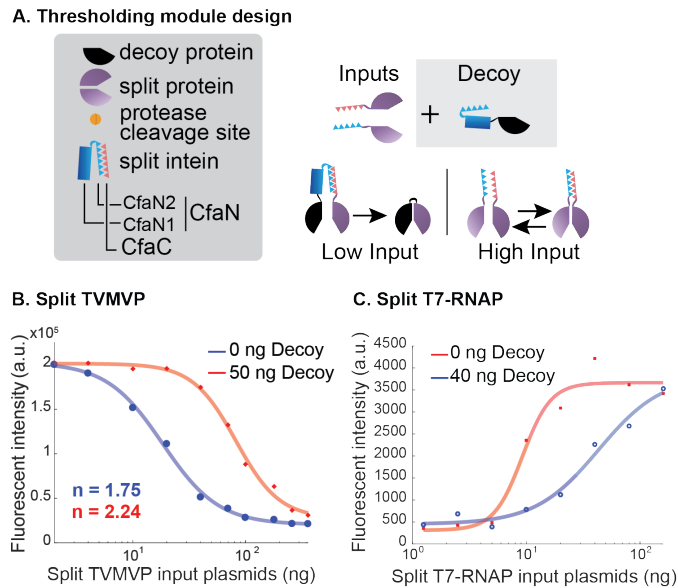 A. Thresholding module design
decoy protein
split protein
protease
cleavage site
split intein
CfaN2
CfaN1
CfaN
CfaC
Inputs
+
Decoy
Low Input
High Input
B. Split TVMVP
x10⁵
Fluorescent intensity (a.u.)
2
1.5
1
0.5
0
0 ng Decoy
50 ng Decoy
n = 1.75
n = 2.24
10¹
10²
Split TVMVP input plasmids (ng)
C. Split T7-RNAP
Fluorescent intensity (a.u.)
4500
4000
3500
3000
2500
2000
1500
1000
500
0
0 ng Decoy
40 ng Decoy
10⁰
10¹
10²
Split T7-RNAP input plasmids (ng)